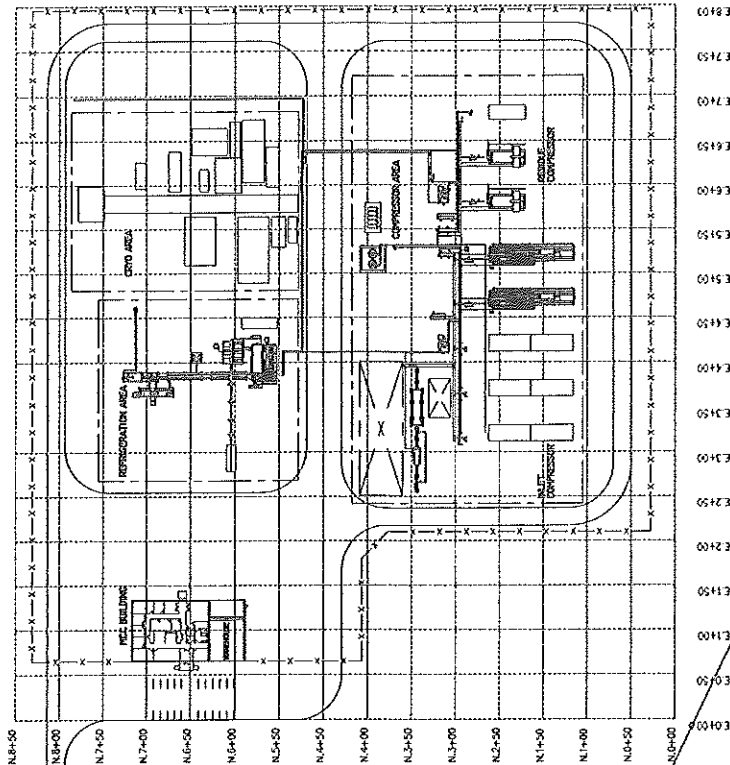 E.8+00
E.7+50
E.7+00
E.6+50
E.6+00
E.5+50
E.5+00
E.4+50
E.4+00
E.3+50
E.3+00
E.2+50
E.2+00
E.1+50
E.1+00
E.0+50
E.0+00
CRYO AREA
COMPRESSOR AREA
RESIDUE
COMPRESSOR
REFRIGERATION AREA
INLET
COMPRESSOR
MCC BUILDING
WAREHOUSE
N.8+50
N.8+00
N.7+50
N.7+00
N.6+50
N.6+00
N.5+50
N.5+00
N.4+50
N.4+00
N.3+50
N.3+00
N.2+50
N.2+00
N.1+50
N.1+00
N.0+50
N.0+00